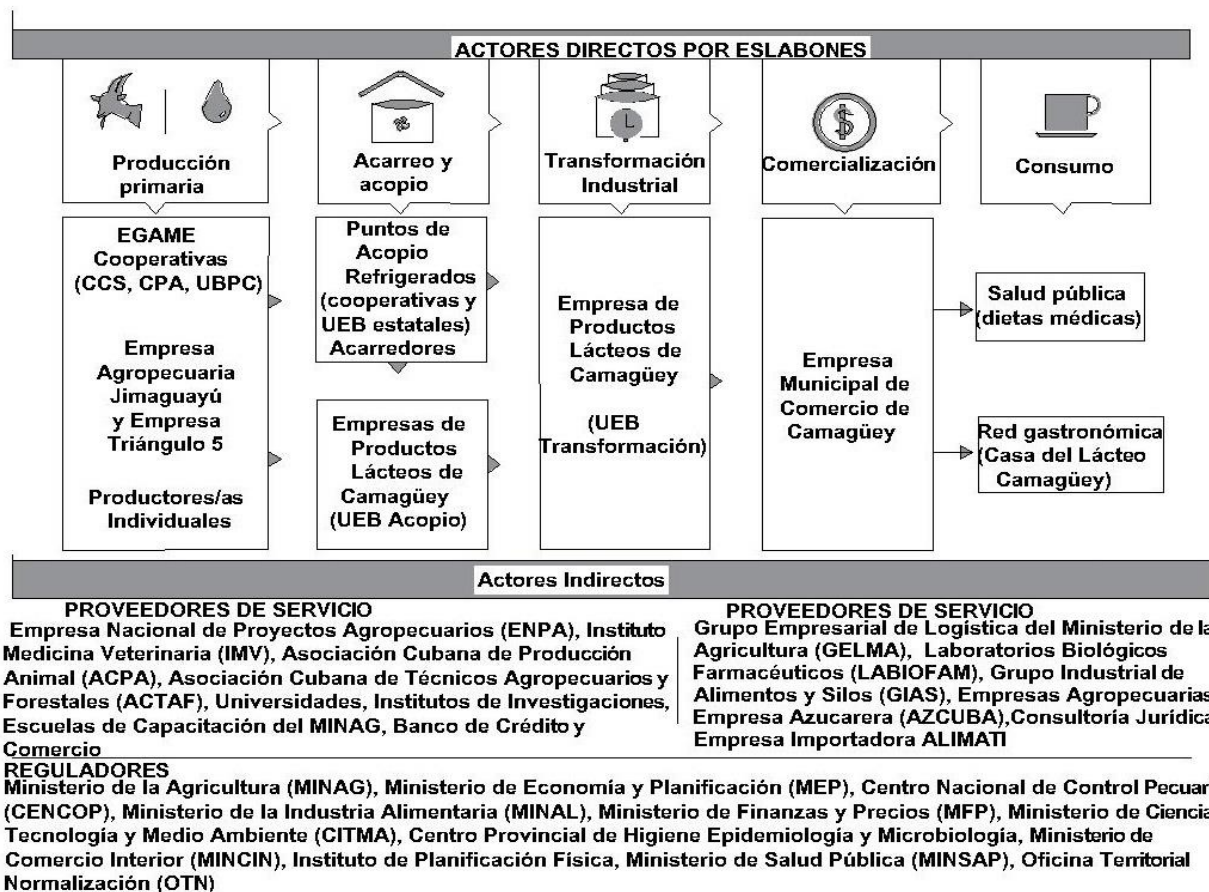 ACTORES DIRECTOS POR ESLABONES
Producción
primaria
Acarreo y
acopio
Transformación
Industrial
Comercialización
Consumo
EGAME
Cooperativas
(CCS, CPA, UBPC)
Empresa
Agropecuaria
Jimaguayú
y Empresa
Triángulo 5
Productores/as
Individuales
Puntos de
Acopio
Refrigerados
(cooperativas y
UEB estatales)
Acarredores
Empresas de
Productos
Lácteos de
Camagüey
(UEB Acopio)
Empresa de
Productos
Lácteos de
Camagüey
(UEB
Transformación)
Empresa
Municipal de
Comercio de
Camagüey
Salud pública
(dietas médicas)
Red gastronómica
(Casa del Lácteo
Camagüey)
Actores Indirectos
PROVEEDORES DE SERVICIO
Empresa Nacional de Proyectos Agropecuarios (ENPA), Instituto
Medicina Veterinaria (IMV), Asociación Cubana de Producción
Animal (ACPA), Asociación Cubana de Técnicos Agropecuarios y
Forestales (ACTAF), Universidades, Institutos de Investigaciones,
Escuelas de Capacitación del MINAG, Banco de Crédito y
Comercio
PROVEEDORES DE SERVICIO
Grupo Empresarial de Logística del Ministerio de la
Agricultura (GELMA), Laboratorios Biológicos
Farmacéuticos (LABIOFAM), Grupo Industrial de
Alimentos y Silos (GIAS), Empresas Agropecuarias
Empresa Azucarera (AZCUBA),Consultoría Jurídica
Empresa Importadora ALIMATI
REGULADORES
Ministerio de la Agricultura (MINAG), Ministerio de Economía y Planificación (MEP), Centro Nacional de Control Pecuar
(CENCOP), Ministerio de la Industria Alimentaria (MINAL), Ministerio de Finanzas y Precios (MFP), Ministerio de Ciencia
Tecnología y Medio Ambiente (CITMA), Centro Provincial de Higiene Epidemiología y Microbiología, Ministerio de
Comercio Interior (MINCIN), Instituto de Planificación Física, Ministerio de Salud Pública (MINSAP), Oficina Territorial
Normalización (OTN)